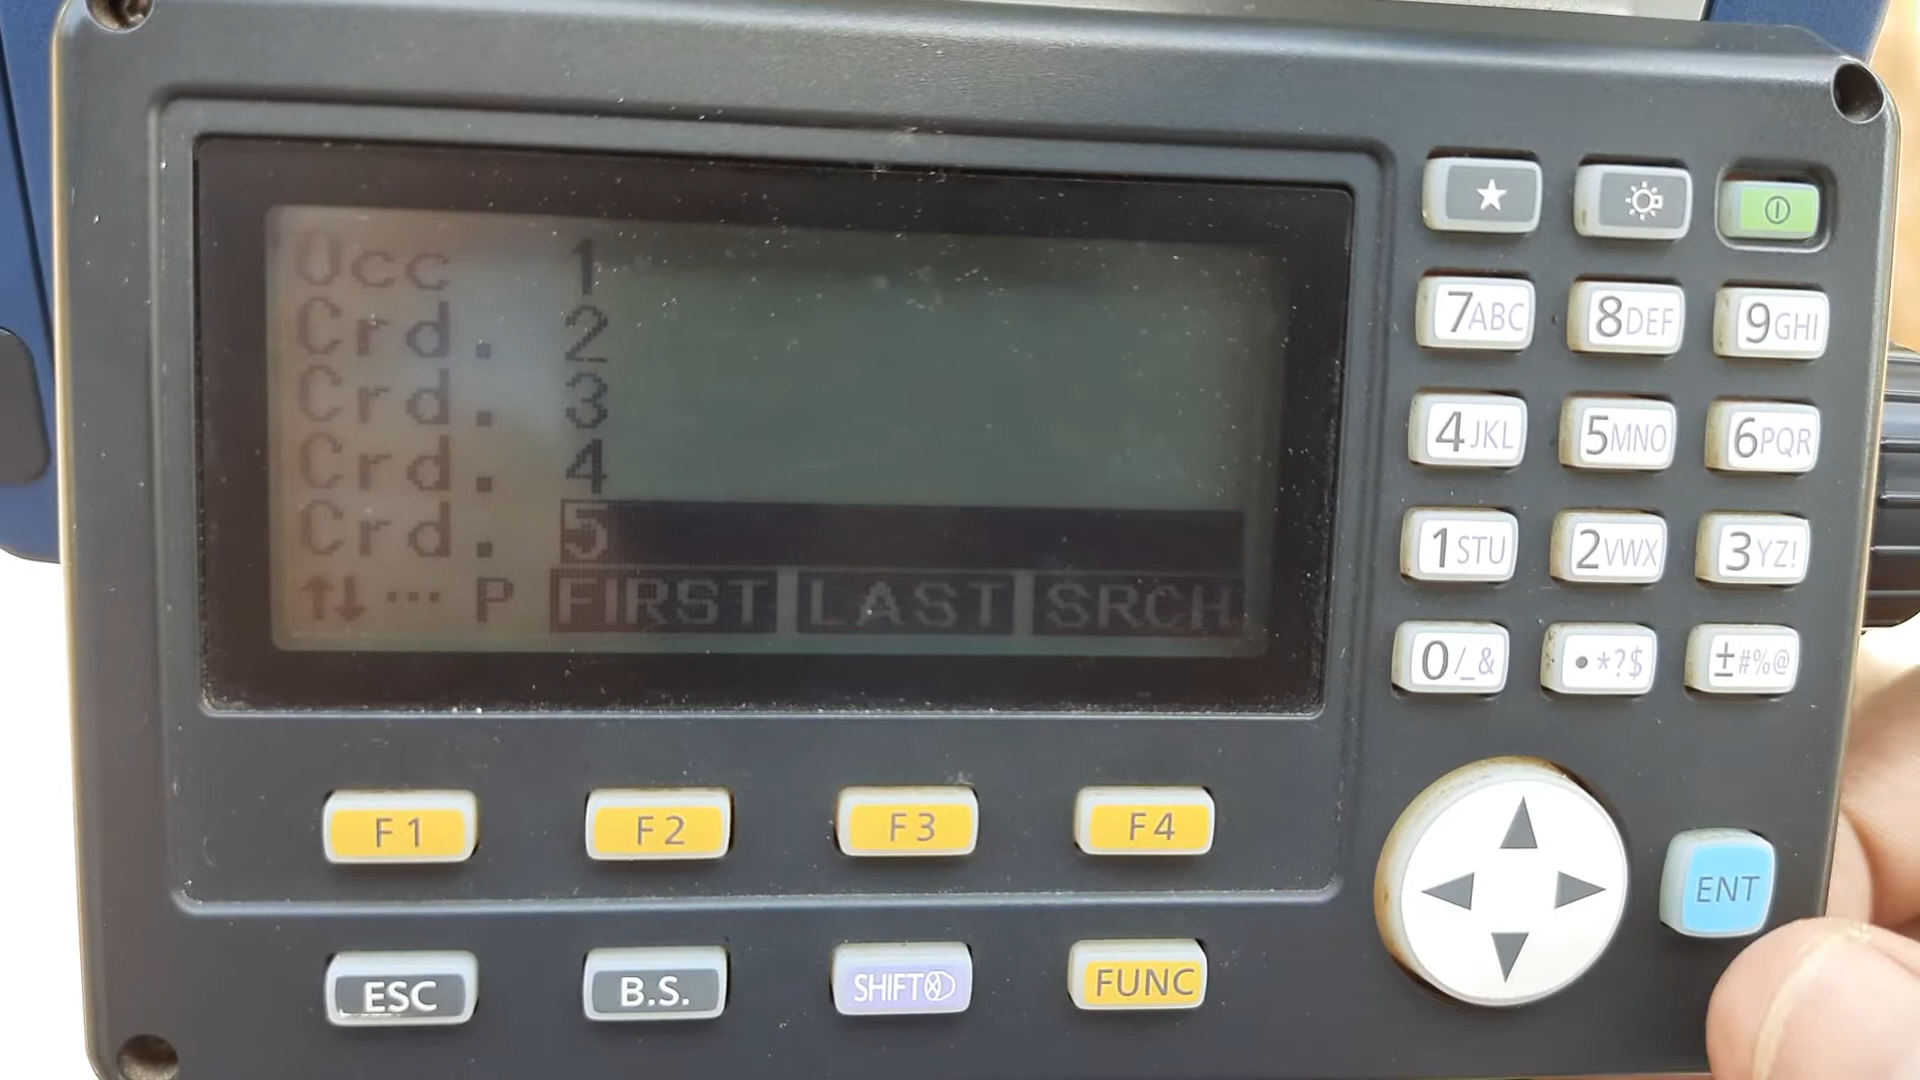 Occ 1
Crd. 2
Crd. 3
Crd. 4
Crd. 5
↑↓··· P FIRST LAST SRCH
★
7ABC 8DEF 9GHI
4JKL 5MNO 6PQR
1STU 2VWX 3YZ!
0/_& •*?$ ±#%@
F1 F2 F3 F4
ENT
ESC B.S. SHIFT FUNC